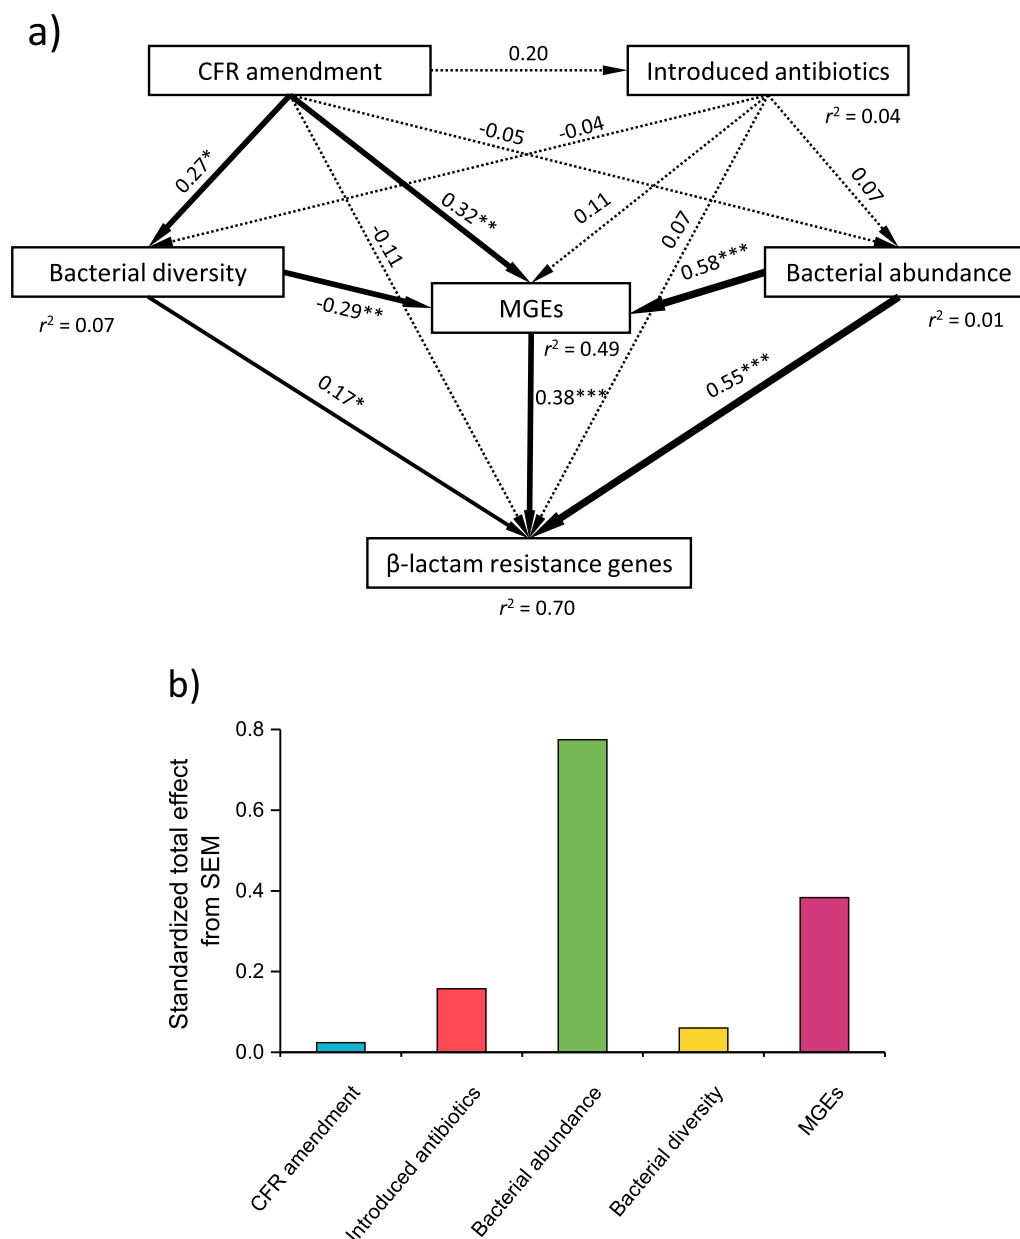 a)
CFR amendment
0.20
Introduced antibiotics
r² = 0.04
-0.05
-0.04
0.27*
0.32**
0.11
0.07
0.07
-0.11
0.58***
Bacterial diversity
Bacterial abundance
-0.29**
MGEs
r² = 0.07
r² = 0.01
r² = 0.49
0.17*
0.38***
0.55***
β-lactam resistance genes
r² = 0.70
b)
Standardized total effect
from SEM
0.8
0.6
0.4
0.2
0.0
CFR amendment
Introduced antibiotics
Bacterial abundance
Bacterial diversity
MGEs